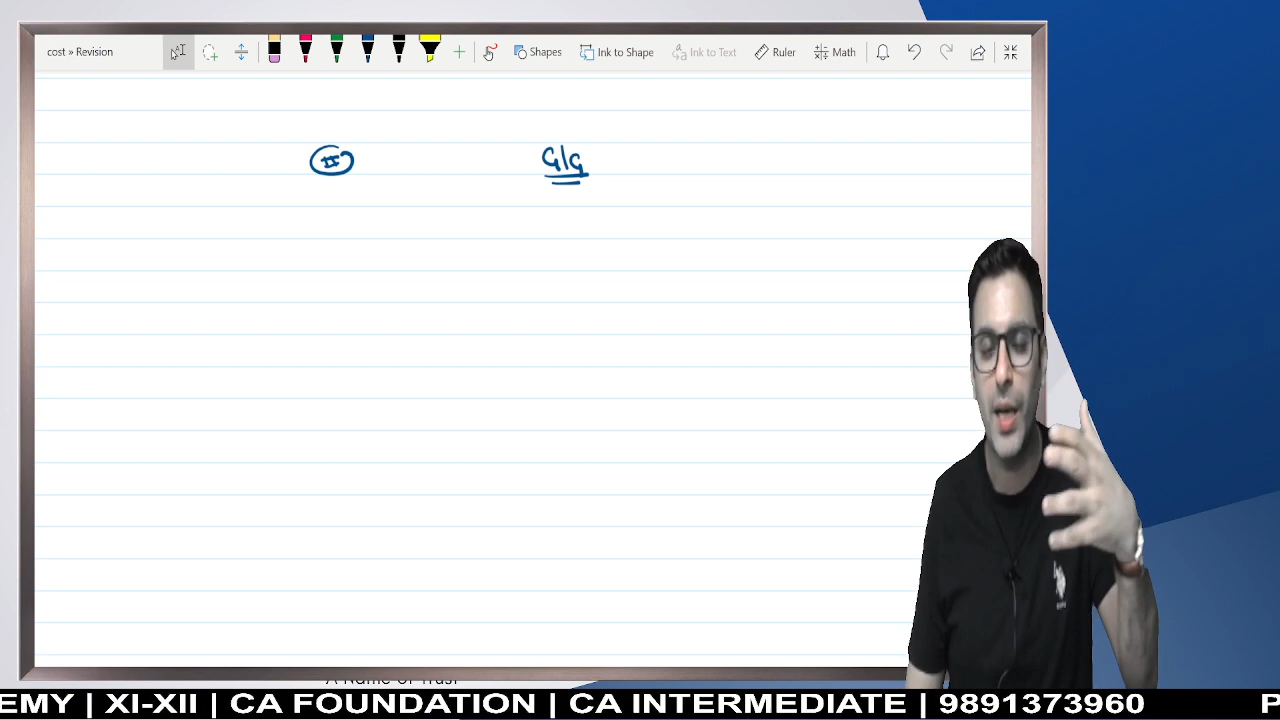 cost » Revision
Shapes
Ink to Shape
Ink to Text
Ruler
Math
II
G/G
EMY | XI-XII | CA FOUNDATION | CA INTERMEDIATE | 9891373960 P